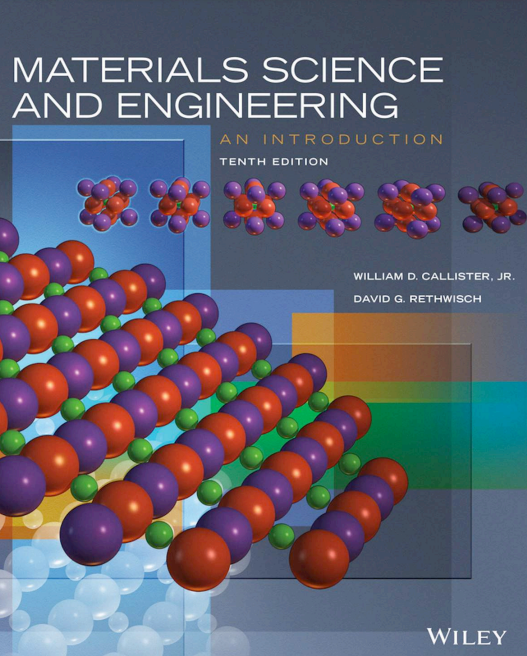 MATERIALS SCIENCE
AND ENGINEERING
AN INTRODUCTION
TENTH EDITION
WILLIAM D. CALLISTER, JR.
DAVID G. RETHWISCH
WILEY